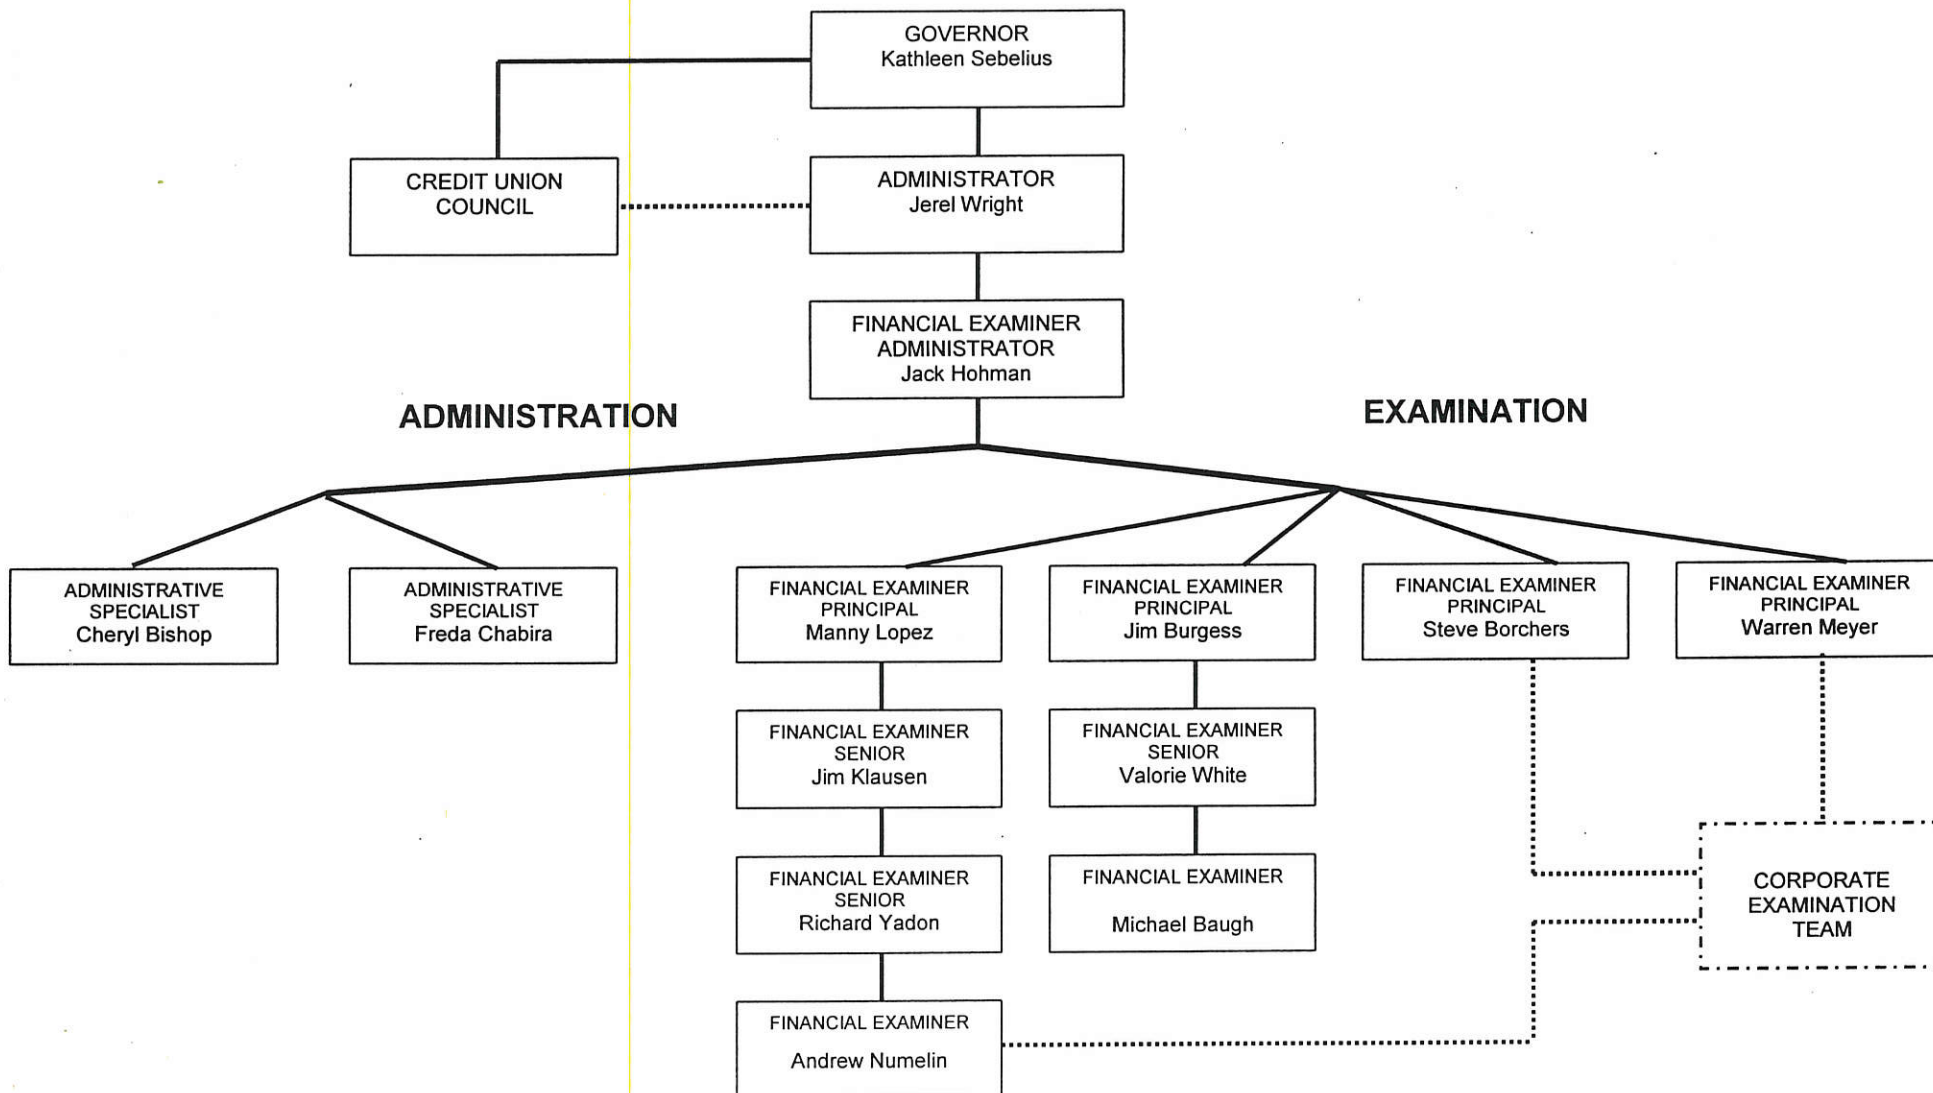 GOVERNOR
Kathleen Sebelius
CREDIT UNION
COUNCIL
ADMINISTRATOR
Jerel Wright
FINANCIAL EXAMINER
ADMINISTRATOR
Jack Hohman
ADMINISTRATION
EXAMINATION
ADMINISTRATIVE
SPECIALIST
Cheryl Bishop
ADMINISTRATIVE
SPECIALIST
Freda Chabira
FINANCIAL EXAMINER
PRINCIPAL
Manny Lopez
FINANCIAL EXAMINER
PRINCIPAL
Jim Burgess
FINANCIAL EXAMINER
PRINCIPAL
Steve Borchers
FINANCIAL EXAMINER
PRINCIPAL
Warren Meyer
FINANCIAL EXAMINER
SENIOR
Jim Klausen
FINANCIAL EXAMINER
SENIOR
Valorie White
FINANCIAL EXAMINER
SENIOR
Richard Yadon
FINANCIAL EXAMINER
Michael Baugh
CORPORATE
EXAMINATION
TEAM
FINANCIAL EXAMINER
Andrew Numelin